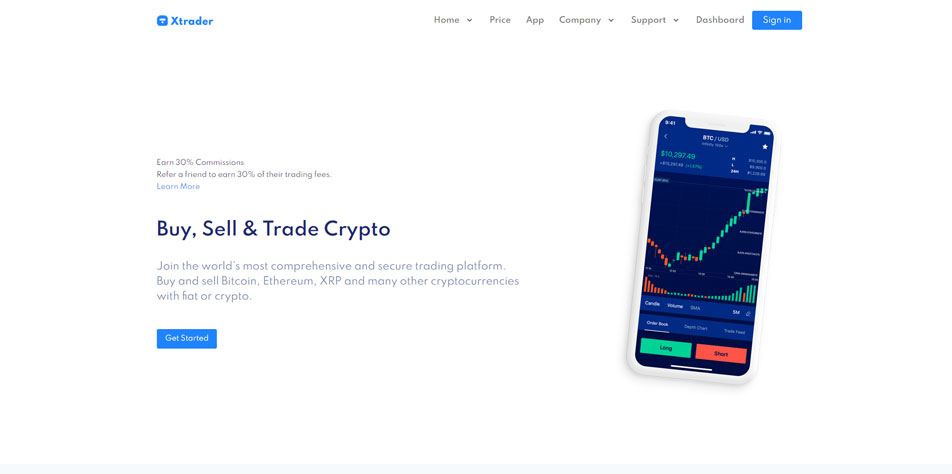 Xtrader
Home
Price
App
Company
Support
Dashboard
Sign in
Earn 30% Commissions
Refer a friend to earn 30% of their trading fees.
Learn More
Buy, Sell & Trade Crypto
Join the world's most comprehensive and secure trading platform.
Buy and sell Bitcoin, Ethereum, XRP and many other cryptocurrencies
with fiat or crypto.
Get Started
9:41
BTC / USD
$10,297.49
H
L
24H
Candle Volume EMA 5M
Order Book Depth Chart Trade Feed
Long Short